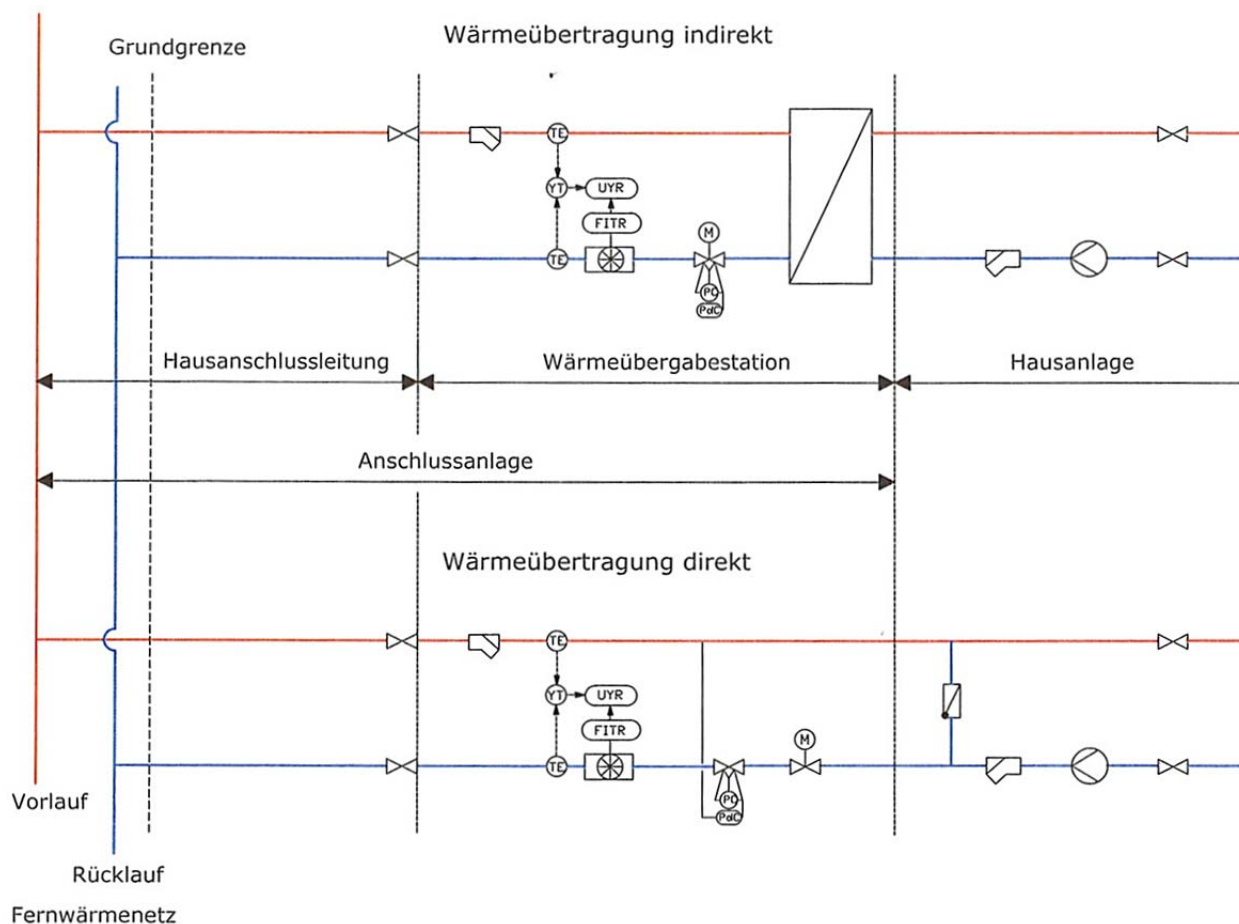 Wärmeübertragung indirekt
Grundgrenze
TE
YT
UYR
FITR
M
TE
PC
PdC
Hausanschlussleitung
Wärmeübergabestation
Hausanlage
Anschlussanlage
Wärmeübertragung direkt
TE
YT
UYR
FITR
M
TE
PC
PdC
Vorlauf
Rücklauf
Fernwärmenetz